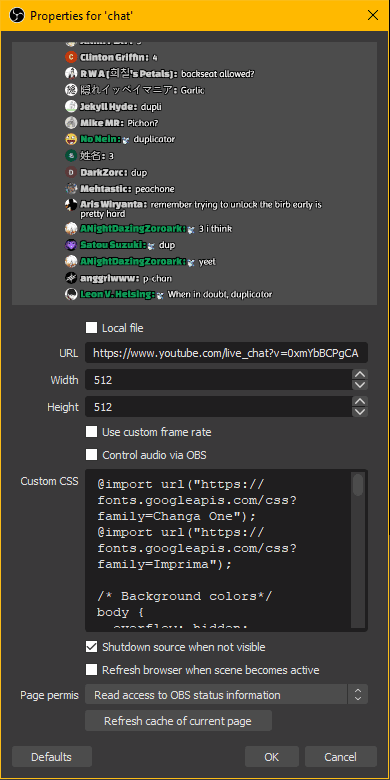 Properties for 'chat'
Clinton Griffin: 4
R W A [희칠's Petals]: backseat allowed?
隠れイッペイマニア: Garlic
Jekyll Hyde: dupli
Mike MR: Pichon?
No Nein: duplicator
姓名: 3
DarkZorc: dup
Mehtastic: peachone
Aris Wiryanta: remember trying to unlock the birb early is
pretty hard
ANightDazingZoroark: 3 i think
Satou Suzuki: dup
ANightDazingZoroark: yeet
anggriwww: p-chan
Leon V. Helsing: When in doubt, duplicator
Local file
URL https://www.youtube.com/live_chat?v=0xmYbBCPgCA
Width 512
Height 512
Use custom frame rate
Control audio via OBS
Custom CSS @import url("https://
fonts.googleapis.com/css?
family=Changa One");
@import url("https://
fonts.googleapis.com/css?
family=Imprima");
/* Background colors*/
body {
overflow: hidden;
Shutdown source when not visible
Refresh browser when scene becomes active
Page permis Read access to OBS status information
Refresh cache of current page
Defaults OK Cancel